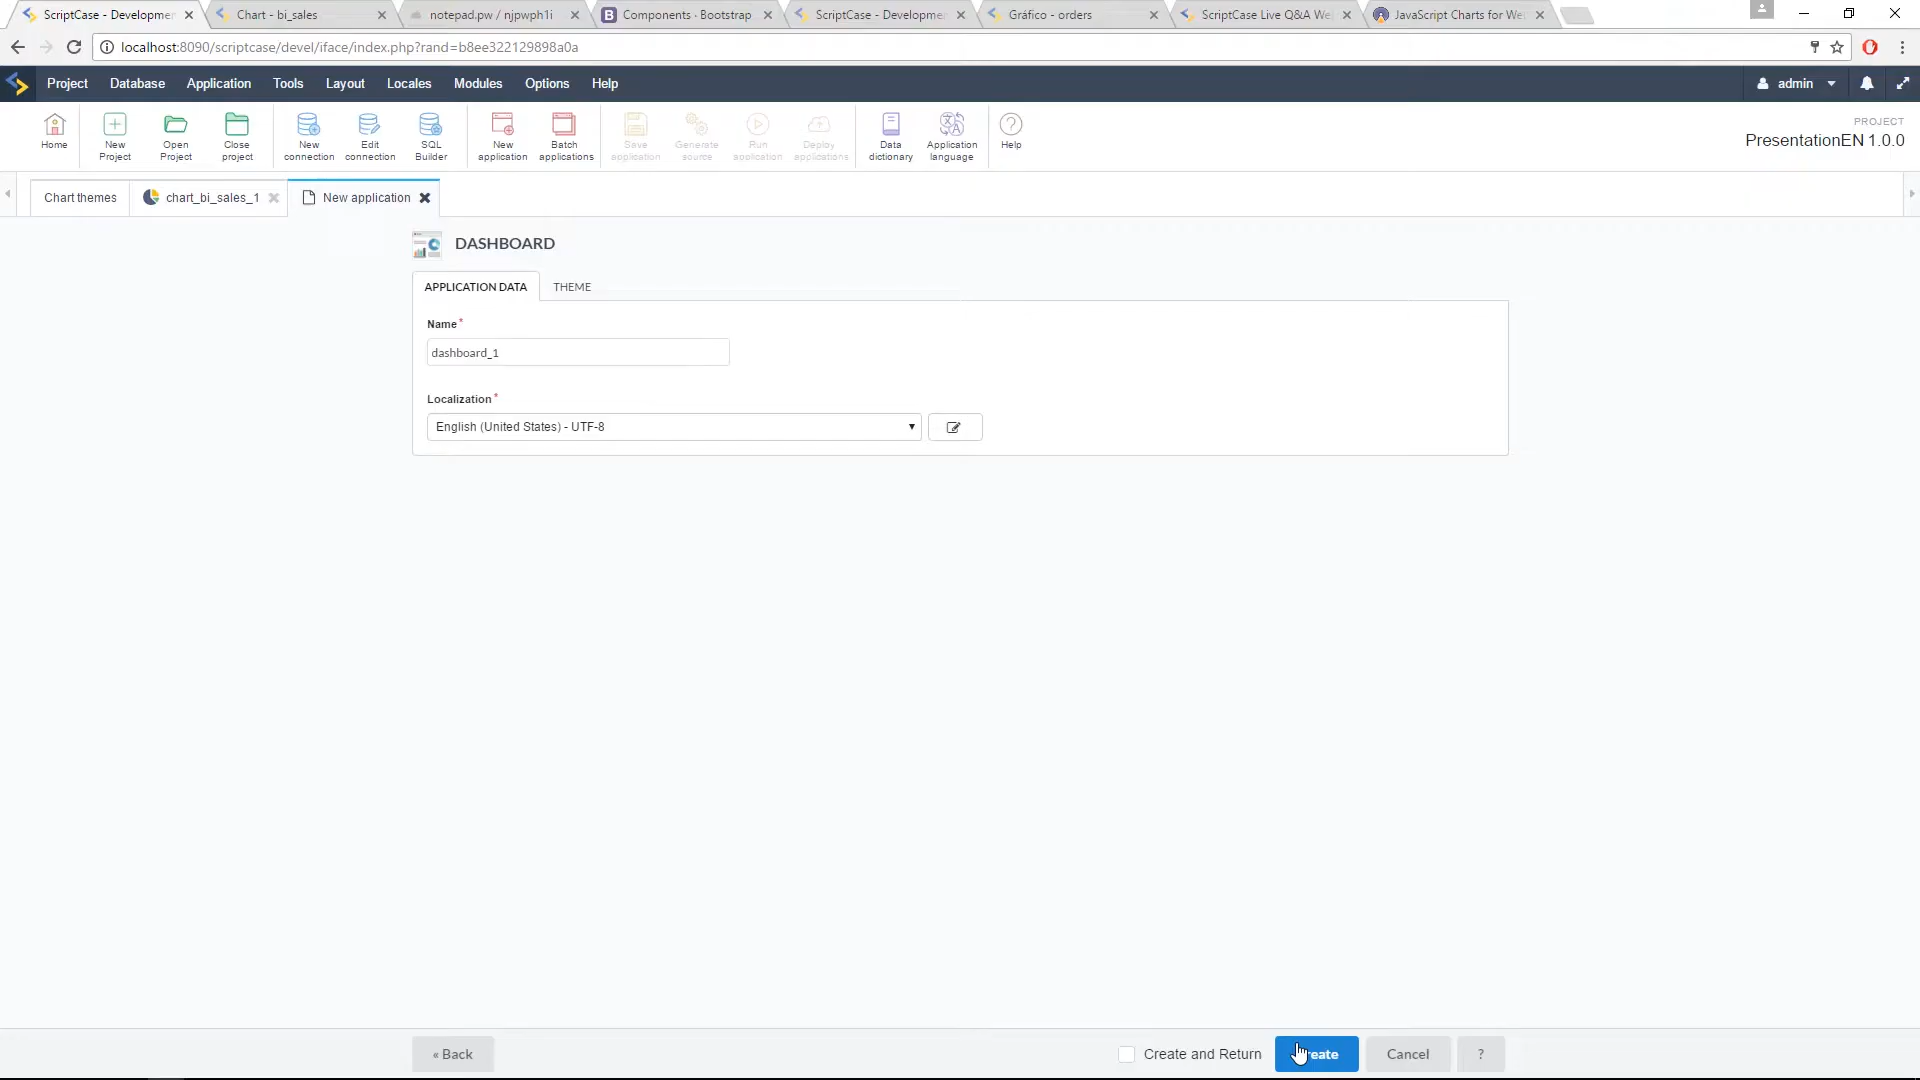 ScriptCase - Developmen
Chart - bi_sales
notepad.pw / njpwph1i
Components · Bootstrap
ScriptCase - Developmen
Gráfico - orders
ScriptCase Live Q&A We
JavaScript Charts for We
localhost:8090/scriptcase/devel/iface/index.php?rand=b8ee322129898a0a
Project Database Application Tools Layout Locales Modules Options Help
admin
Home
New Project
Open Project
Close project
New connection
Edit connection
SQL Builder
New application
Batch applications
Save application
Generate source
Run application
Deploy applications
Data dictionary
Application language
Help
PROJECT
PresentationEN 1.0.0
Chart themes
chart_bi_sales_1
New application
DASHBOARD
APPLICATION DATA
THEME
Name*
dashboard_1
Localization*
English (United States) - UTF-8
« Back
Create and Return
reate
Cancel
?